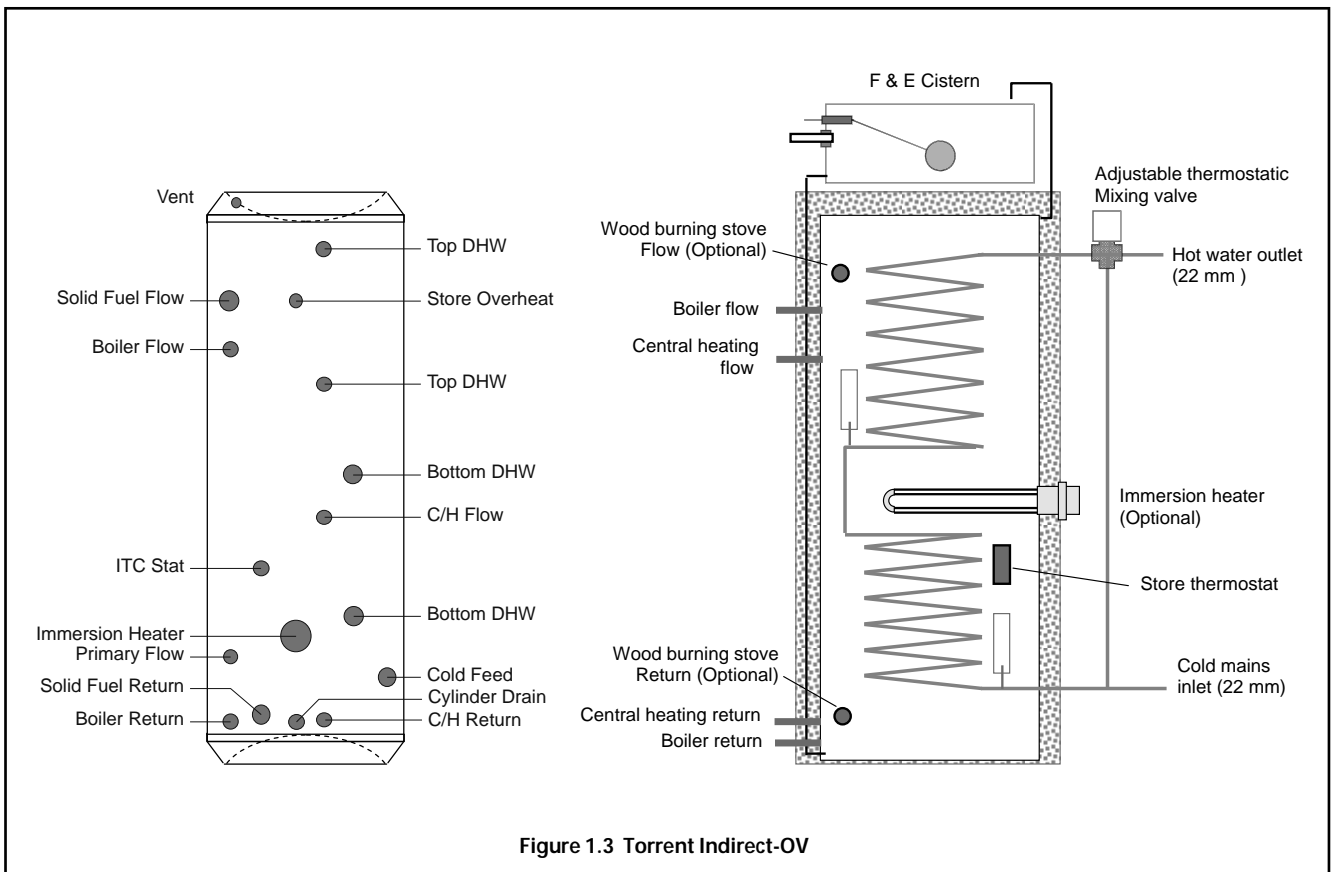 Vent
Solid Fuel Flow
Boiler Flow
ITC Stat
Immersion Heater
Primary Flow
Solid Fuel Return
Boiler Return
Top DHW
Store Overheat
Top DHW
Bottom DHW
C/H Flow
Bottom DHW
Cold Feed
Cylinder Drain
C/H Return
F & E Cistern
Wood burning stove
Flow (Optional)
Boiler flow
Central heating
flow
Wood burning stove
Return (Optional)
Central heating return
Boiler return
Adjustable thermostatic
Mixing valve
Hot water outlet
(22 mm )
Immersion heater
(Optional)
Store thermostat
Cold mains
inlet (22 mm)
Figure 1.3 Torrent Indirect-OV